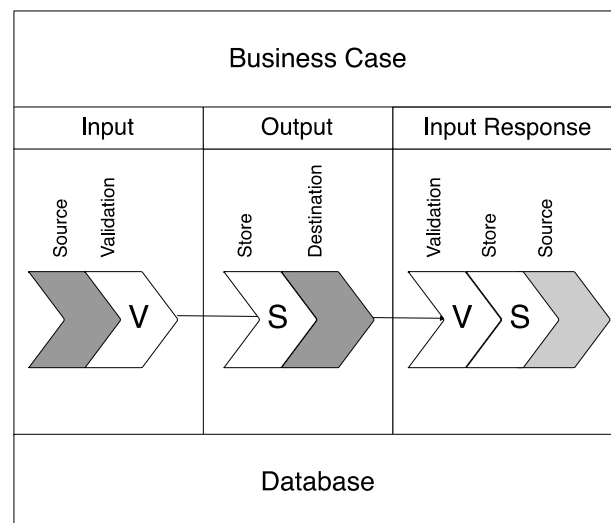 Business Case
Input
Output
Input Response
Source
Validation
Store
Destination
Validation
Store
Source
V
S
V
S
Database